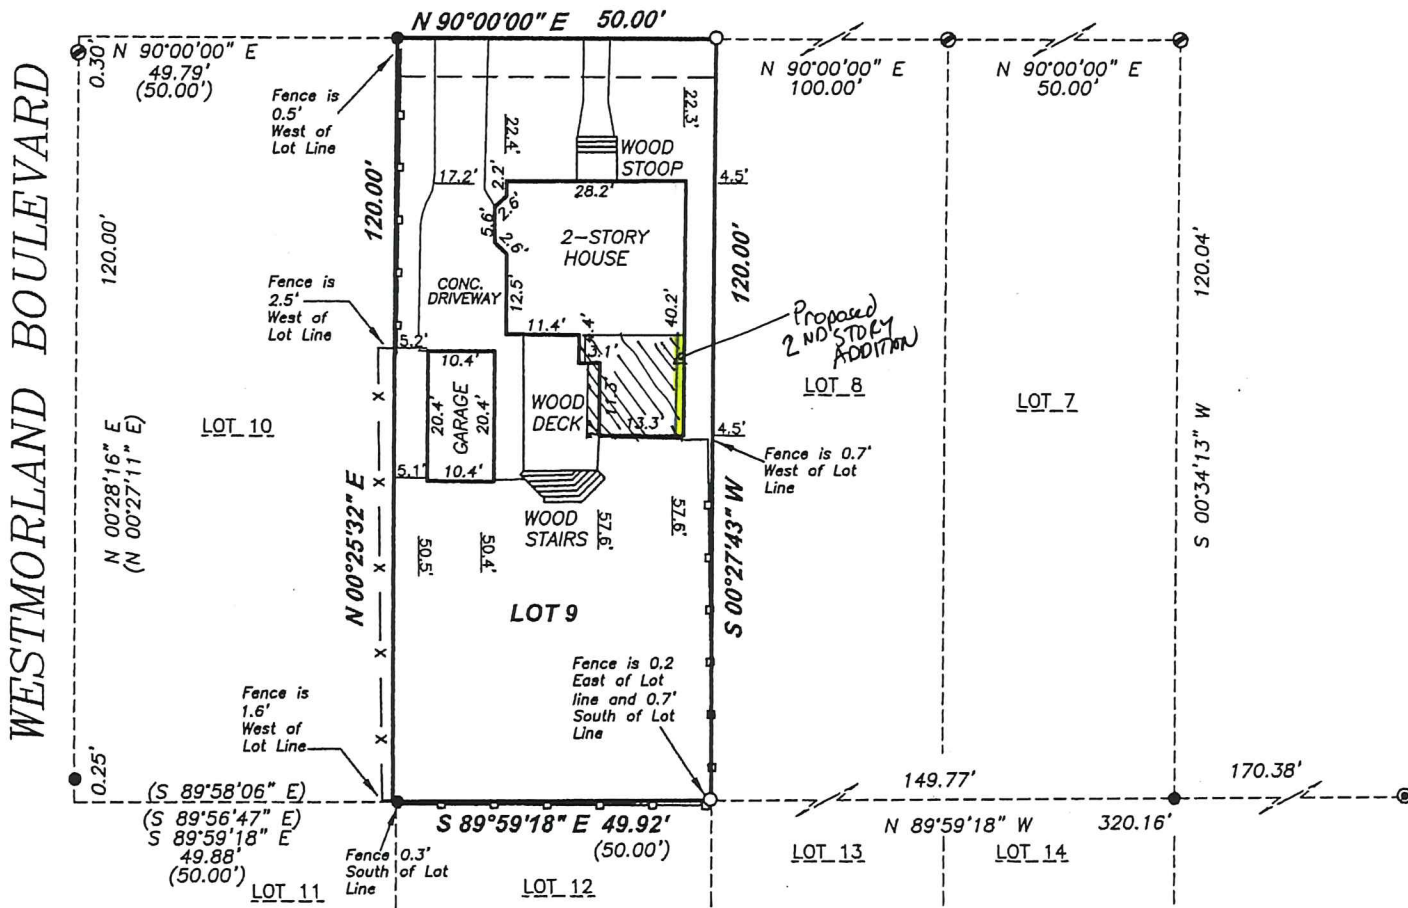 N 90°00'00" E 50.00'
N 90°00'00" E
49.79'
(50.00')
0.30'
N 90°00'00" E
100.00'
N 90°00'00" E
50.00'
WESTMORLAND BOULEVARD
Fence is
0.5'
West of
Lot Line
22.4'
22.3'
WOOD
STOOP
17.2'
2.2'
28.2'
4.5'
2.6'
5.6'
2.6'
2-STORY
HOUSE
120.00'
120.00'
120.00'
120.04'
CONC.
DRIVEWAY
12.5'
40.2'
Fence is
2.5'
West of
Lot Line
Proposed
2ND STORY
ADDITION
11.4'
4.4'
3.1'
5.2'
10.4'
20.4'
GARAGE
20.4'
10.4'
5.1'
WOOD
DECK
11.3'
13.3'
4.5'
LOT 10
LOT 8
LOT 7
Fence is 0.7'
West of Lot
Line
N 00°28'16" E
(N 00°27'11" E)
N 00°25'32" E
S 00°27'43" W
S 00°34'13" W
WOOD
STAIRS
50.5'
50.4'
57.6'
57.6'
LOT 9
Fence is
1.6'
West of
Lot Line
Fence is 0.2
East of Lot
line and 0.7'
South of Lot
Line
0.25'
(S 89°58'06" E)
(S 89°56'47" E)
S 89°59'18" E
49.88'
(50.00')
S 89°59'18" E 49.92'
(50.00')
149.77'
170.38'
N 89°59'18" W 320.16'
Fence 0.3'
South of Lot
Line
LOT 11
LOT 12
LOT 13
LOT 14